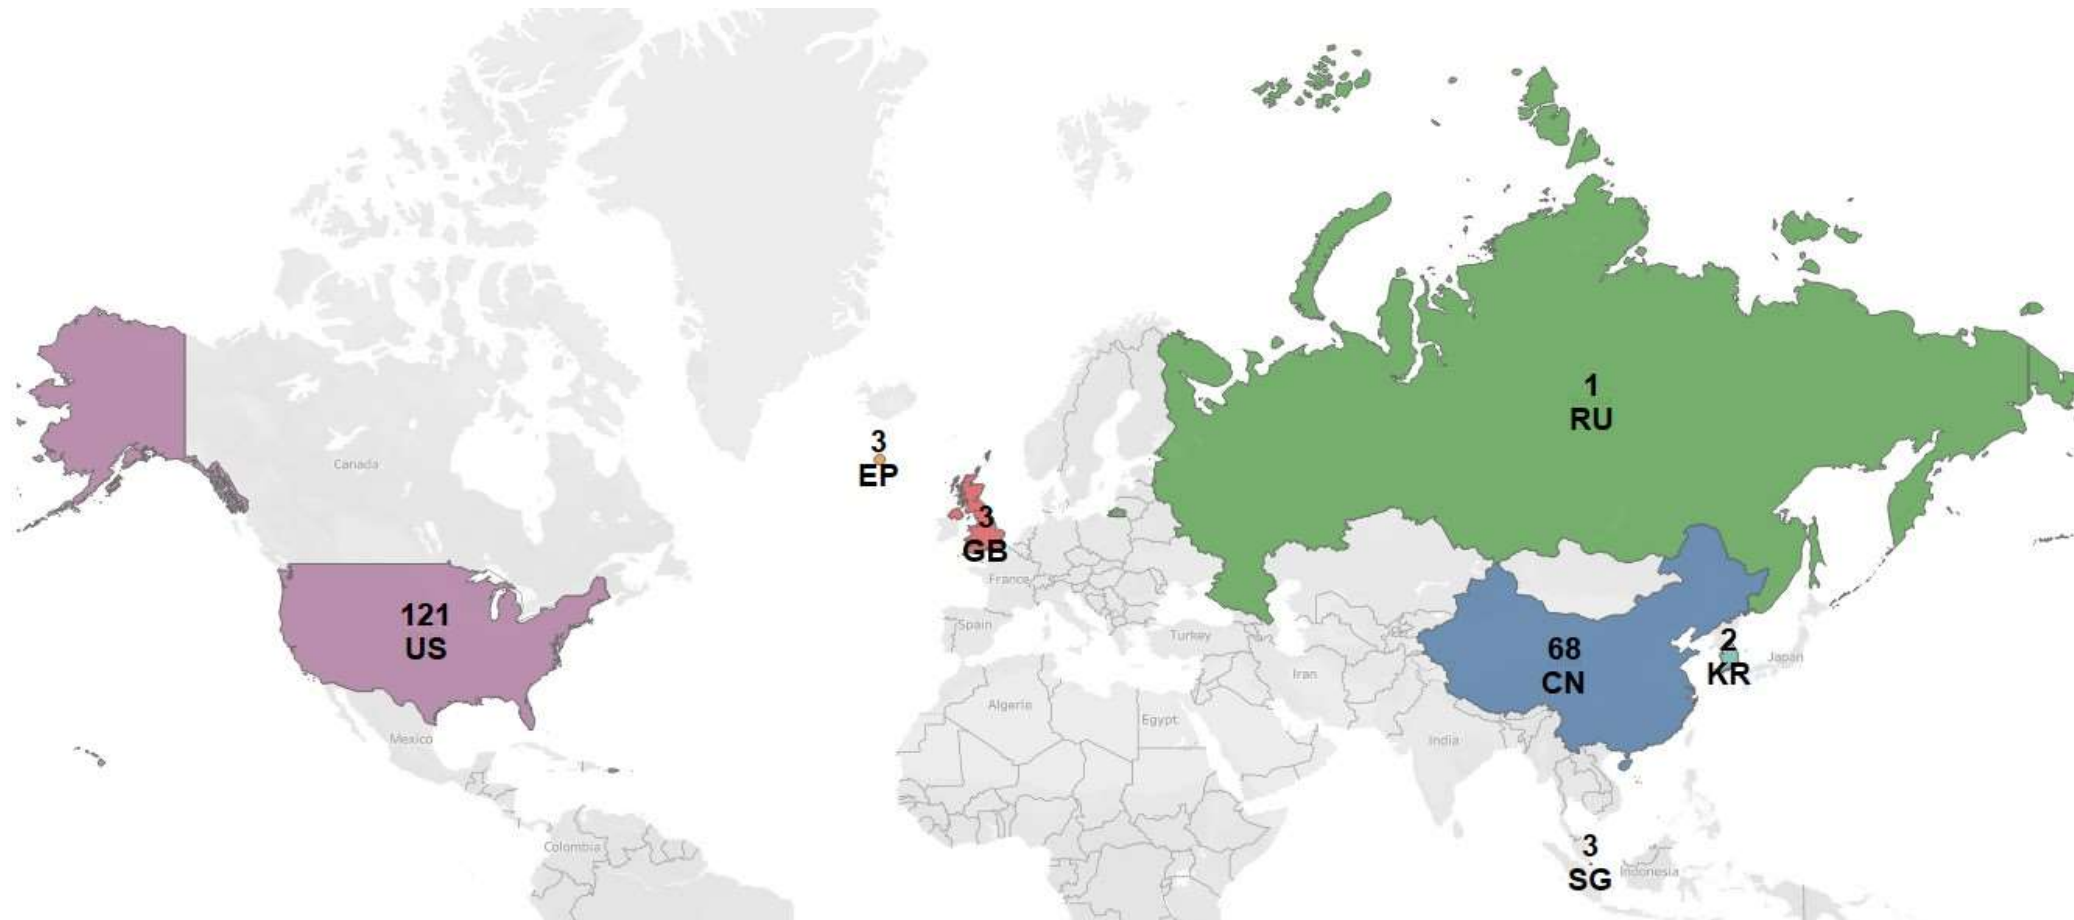 Canada
1
RU
3
EP
3
GB
France
121
US
Spain
Turkey
68
CN
2
KR
Japan
Iran
Algeria
Egypt
Mexico
India
Colombia
3
SG
Indonesia